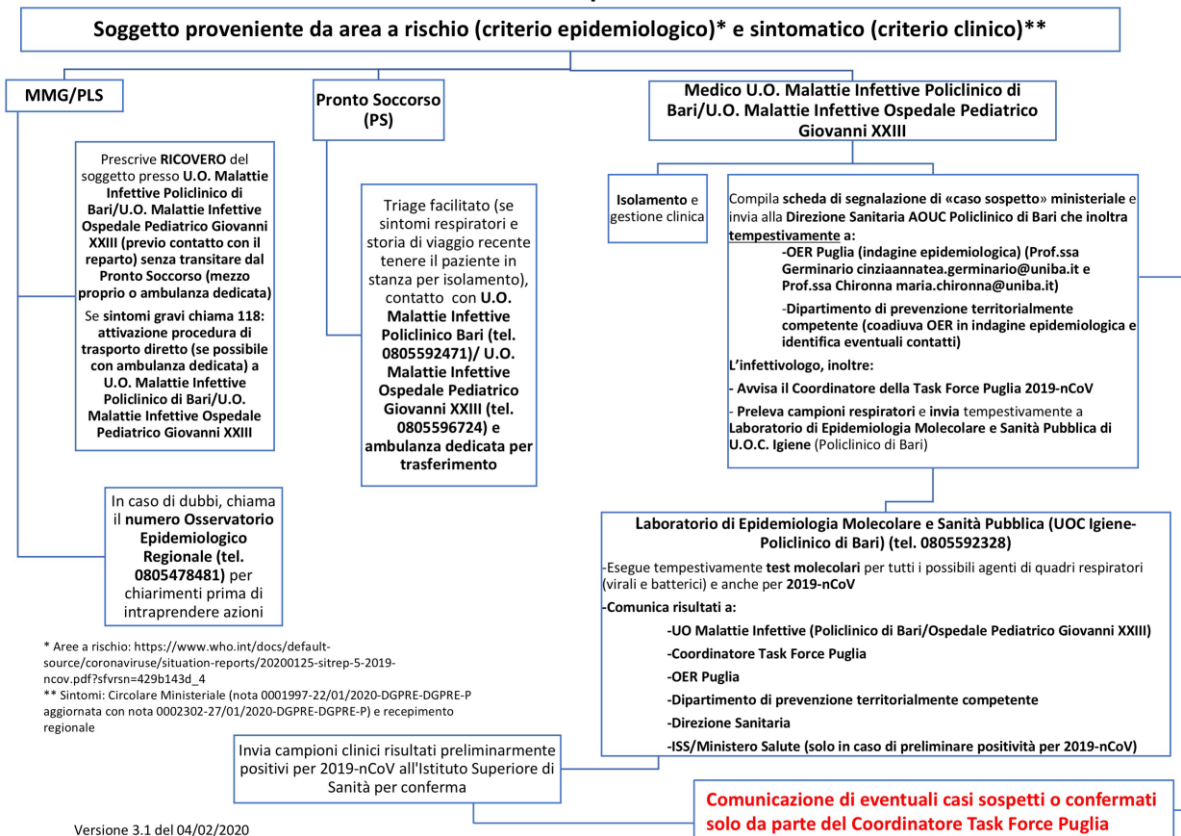 Soggetto proveniente da area a rischio (criterio epidemiologico)* e sintomatico (criterio clinico)**
MMG/PLS
Prescrive RICOVERO del
soggetto presso U.O. Malattie
Infettive Policlinico di
Bari/U.O. Malattie Infettive
Ospedale Pediatrico Giovanni
XXIII (previo contatto con il
reparto) senza transitare dal
Pronto Soccorso (mezzo
proprio o ambulanza dedicata)
Se sintomi gravi chiama 118:
attivazione procedura di
trasporto diretto (se possibile
con ambulanza dedicata) a
U.O. Malattie Infettive
Policlinico di Bari/U.O.
Malattie Infettive Ospedale
Pediatrico Giovanni XXIII
In caso di dubbi, chiama
il numero Osservatorio
Epidemiologico
Regionale (tel.
0805478481) per
chiarimenti prima di
intraprendere azioni
Pronto Soccorso
(PS)
Triage facilitato (se
sintomi respiratori e
storia di viaggio recente
tenere il paziente in
stanza per isolamento),
contatto con U.O.
Malattie Infettive
Policlinico Bari (tel.
0805592471)/ U.O.
Malattie Infettive
Ospedale Pediatrico
Giovanni XXIII (tel.
0805596724) e
ambulanza dedicata per
trasferimento
Medico U.O. Malattie Infettive Policlinico di
Bari/U.O. Malattie Infettive Ospedale Pediatrico
Giovanni XXIII
Isolamento e
gestione clinica
Compila scheda di segnalazione di «caso sospetto» ministeriale e
invia alla Direzione Sanitaria AOUC Policlinico di Bari che inoltra
tempestivamente a:
-OER Puglia (indagine epidemiologica) (Prof.ssa
Germinario cinziaannatea.germinario@uniba.it e
Prof.ssa Chironna maria.chironna@uniba.it)
-Dipartimento di prevenzione territorialmente
competente (coadiuva OER in indagine epidemiologica e
identifica eventuali contatti)
L'infettivologo, inoltre:
- Avvisa il Coordinatore della Task Force Puglia 2019-nCoV
- Preleva campioni respiratori e invia tempestivamente a
Laboratorio di Epidemiologia Molecolare e Sanità Pubblica di
U.O.C. Igiene (Policlinico di Bari)
Laboratorio di Epidemiologia Molecolare e Sanità Pubblica (UOC Igiene-
Policlinico di Bari) (tel. 0805592328)
-Esegue tempestivamente test molecolari per tutti i possibili agenti di quadri respiratori
(virali e batterici) e anche per 2019-nCoV
-Comunica risultati a:
-UO Malattie Infettive (Policlinico di Bari/Ospedale Pediatrico Giovanni XXIII)
-Coordinatore Task Force Puglia
-OER Puglia
-Dipartimento di prevenzione territorialmente competente
-Direzione Sanitaria
-ISS/Ministero Salute (solo in caso di preliminare positività per 2019-nCoV)
* Aree a rischio: https://www.who.int/docs/default-
source/coronaviruse/situation-reports/20200125-sitrep-5-2019-
ncov.pdf?sfvrsn=429b143d_4
** Sintomi: Circolare Ministeriale (nota 0001997-22/01/2020-DGPRE-DGPRE-P
aggiornata con nota 0002302-27/01/2020-DGPRE-DGPRE-P) e recepimento
regionale
Invia campioni clinici risultati preliminarmente
positivi per 2019-nCoV all'Istituto Superiore di
Sanità per conferma
Comunicazione di eventuali casi sospetti o confermati
solo da parte del Coordinatore Task Force Puglia
Versione 3.1 del 04/02/2020